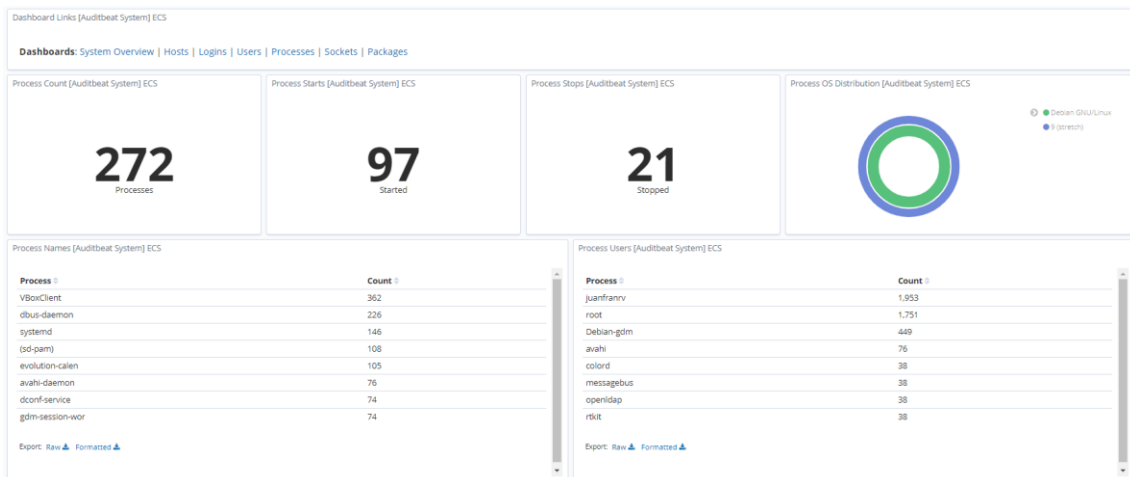 Dashboard Links [Auditbeat System] ECS
Dashboards: System Overview | Hosts | Logins | Users | Processes | Sockets | Packages
Process Count [Auditbeat System] ECS
272
Processes
Process Starts [Auditbeat System] ECS
97
Started
Process Stops [Auditbeat System] ECS
21
Stopped
Process OS Distribution [Auditbeat System] ECS
Debian GNU/Linux
9 (stretch)
Process Names [Auditbeat System] ECS
Process Count
VBoxClient 362
dbus-daemon 226
systemd 146
(sd-pam) 108
evolution-calen 105
avahi-daemon 76
dconf-service 74
gdm-session-wor 74
Export: Raw Formatted
Process Users [Auditbeat System] ECS
Process Count
juanfranrv 1,953
root 1,751
Debian-gdm 449
avahi 76
colord 38
messagebus 38
openldap 38
rtkit 38
Export: Raw Formatted